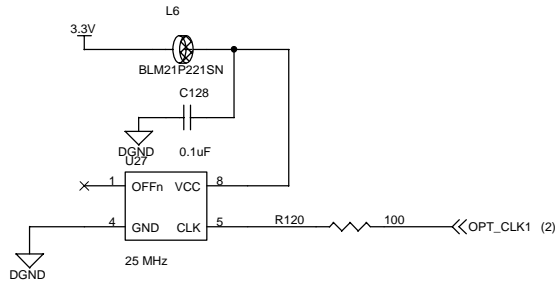 L6
3.3V
BLM21P221SN
C128
DGND
0.1uF
U27
1 OFFn VCC 8
4 GND CLK 5 R120 100 OPT_CLK1 (2)
25 MHz
DGND